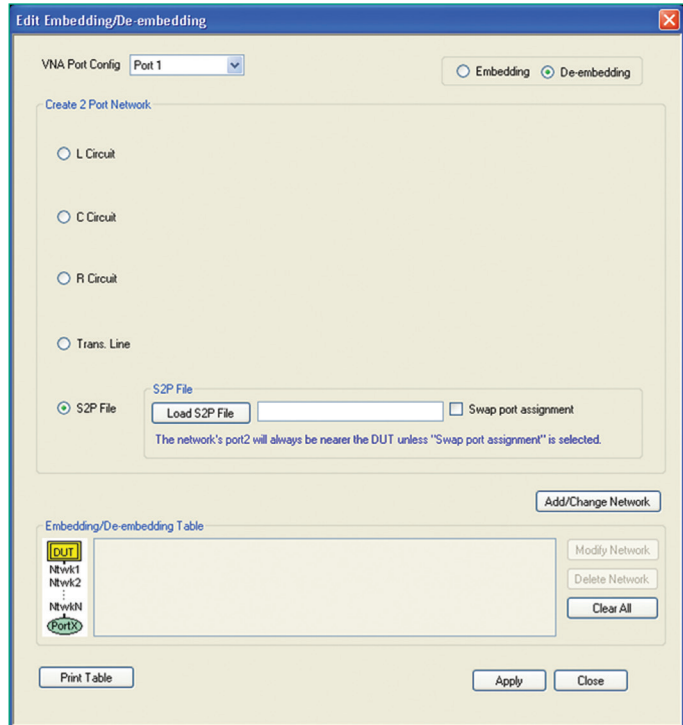 Edit Embedding/De-embedding
VNA Port Config Port 1
Embedding De-embedding
Create 2 Port Network
L Circuit
C Circuit
R Circuit
Trans. Line
S2P File
S2P File
Load S2P File
Swap port assignment
The network's port2 will always be nearer the DUT unless "Swap port assignment" is selected.
Add/Change Network
Embedding/De-embedding Table
DUT
Ntwk1
Ntwk2
NtwkN
PortX
Modify Network
Delete Network
Clear All
Print Table
Apply
Close